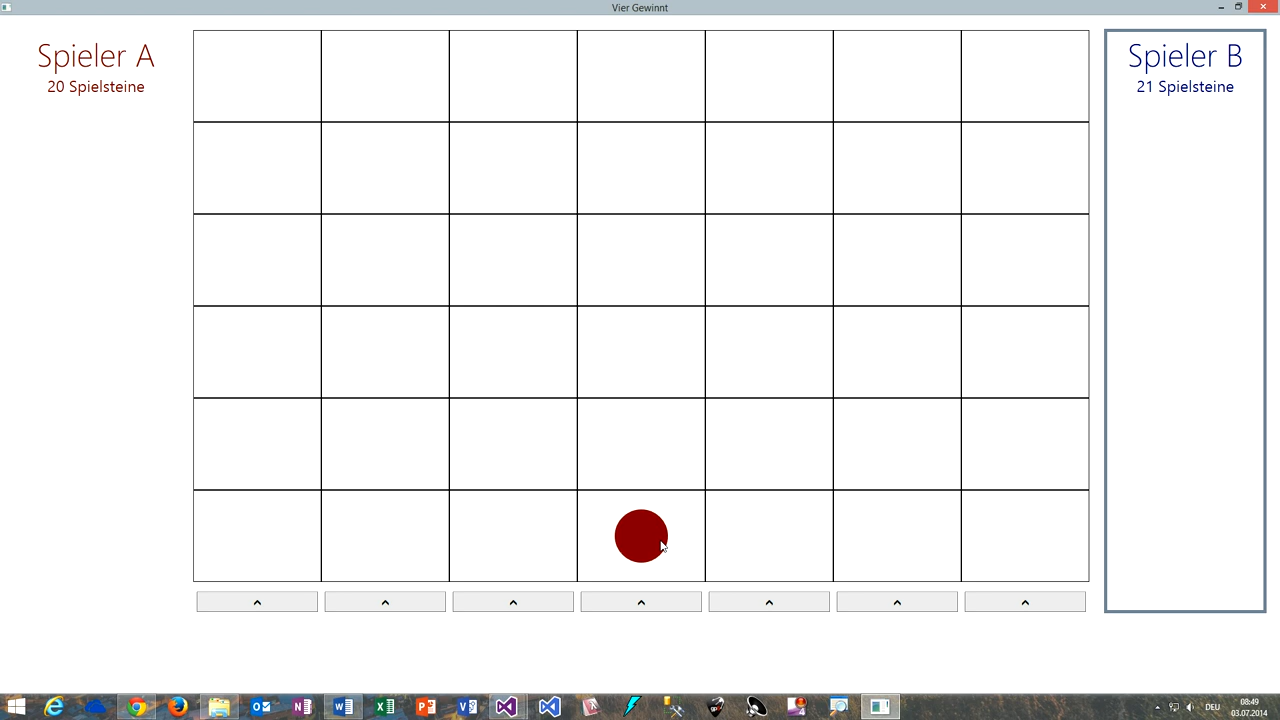 Vier Gewinnt
Spieler A
20 Spielsteine
Spieler B
21 Spielsteine
DEU
08:49
03.07.2014